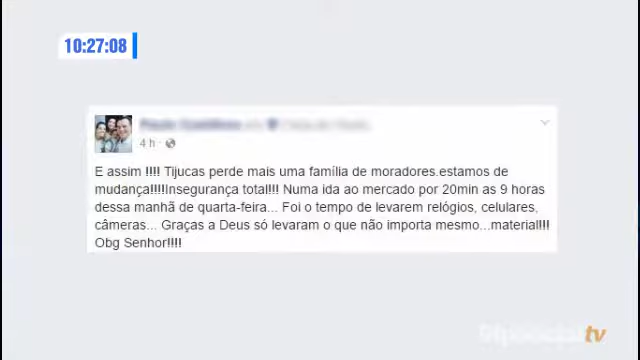 10:27:08
4 h
E assim !!!! Tijucas perde mais uma família de moradores.estamos de
mudança!!!!Insegurança total!!! Numa ida ao mercado por 20min as 9 horas
dessa manhã de quarta-feira... Foi o tempo de levarem relógios, celulares,
câmeras... Graças a Deus só levaram o que não importa mesmo...material!!!
Obg Senhor!!!!
tv